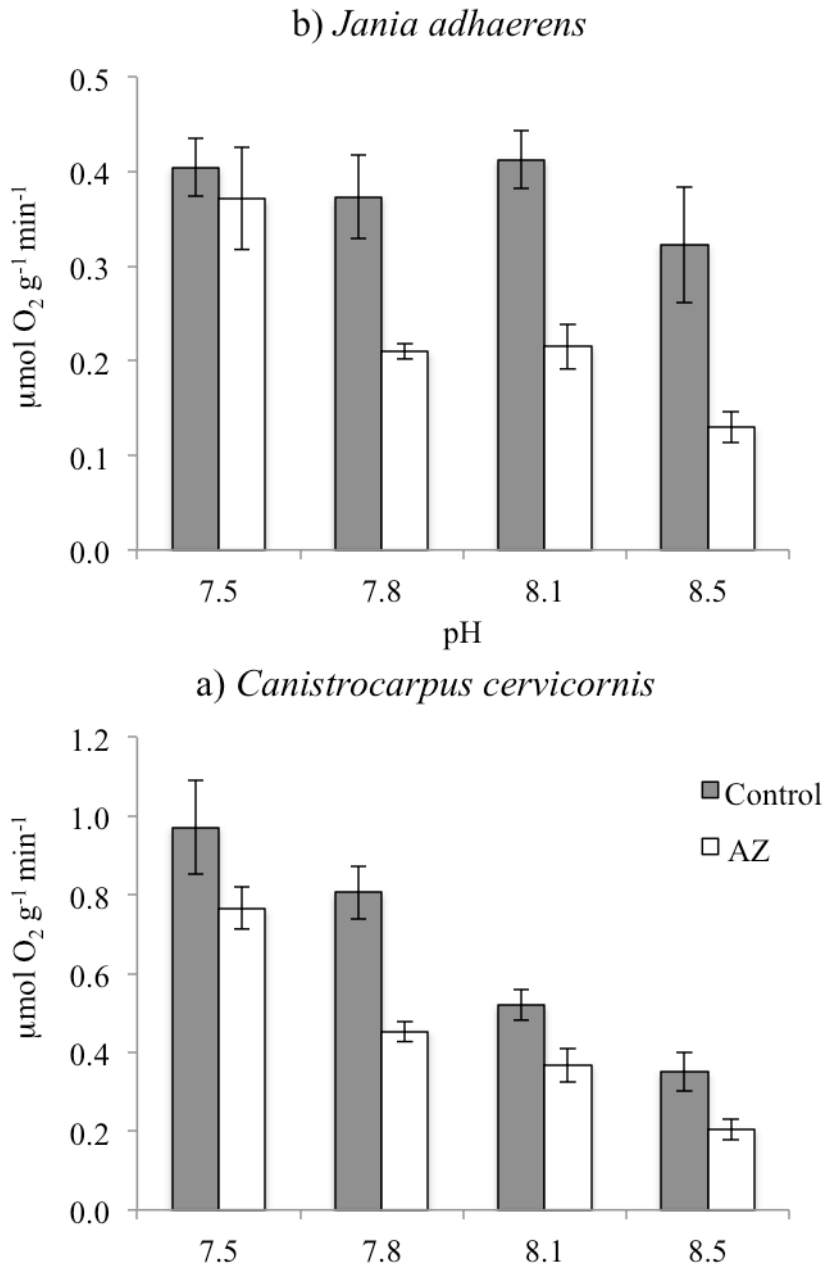 b) Jania adhaerens
0.5
0.4
0.3
0.2
0.1
0.0
µmol O₂ g⁻¹ min⁻¹
7.5 7.8 8.1 8.5
pH
a) Canistrocarpus cervicornis
1.2
1.0
0.8
0.6
0.4
0.2
0.0
µmol O₂ g⁻¹ min⁻¹
Control
AZ
7.5 7.8 8.1 8.5